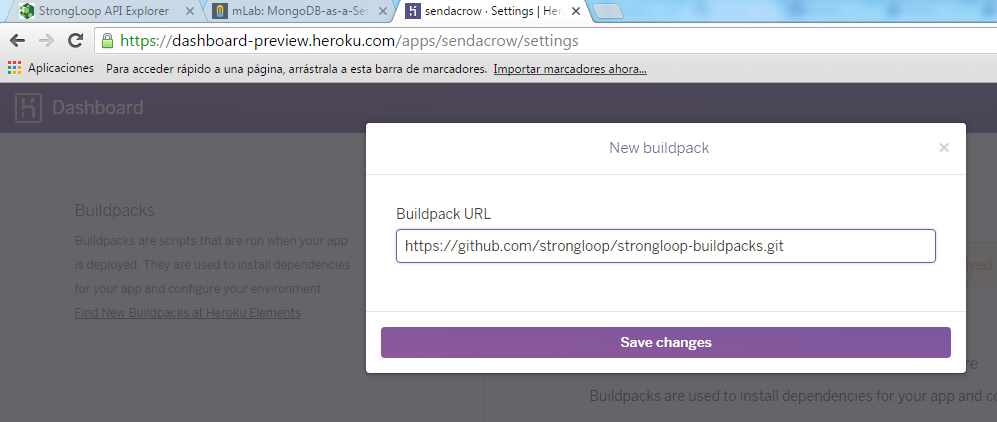 StrongLoop API Explorer
mLab: MongoDB-as-a-Ser
sendacrow · Settings | Her
https://dashboard-preview.heroku.com/apps/sendacrow/settings
Aplicaciones Para acceder rápido a una página, arrástrala a esta barra de marcadores. Importar marcadores ahora...
Dashboard
New buildpack ×
Buildpacks
Buildpacks are scripts that are run when your app
is deployed. They are used to install dependencies
for your app and configure your environment.
Find New Buildpacks at Heroku Elements
Buildpack URL
https://github.com/strongloop/strongloop-buildpacks.git
oyed.
Save changes
re
Buildpacks are used to install dependencies for your app and co